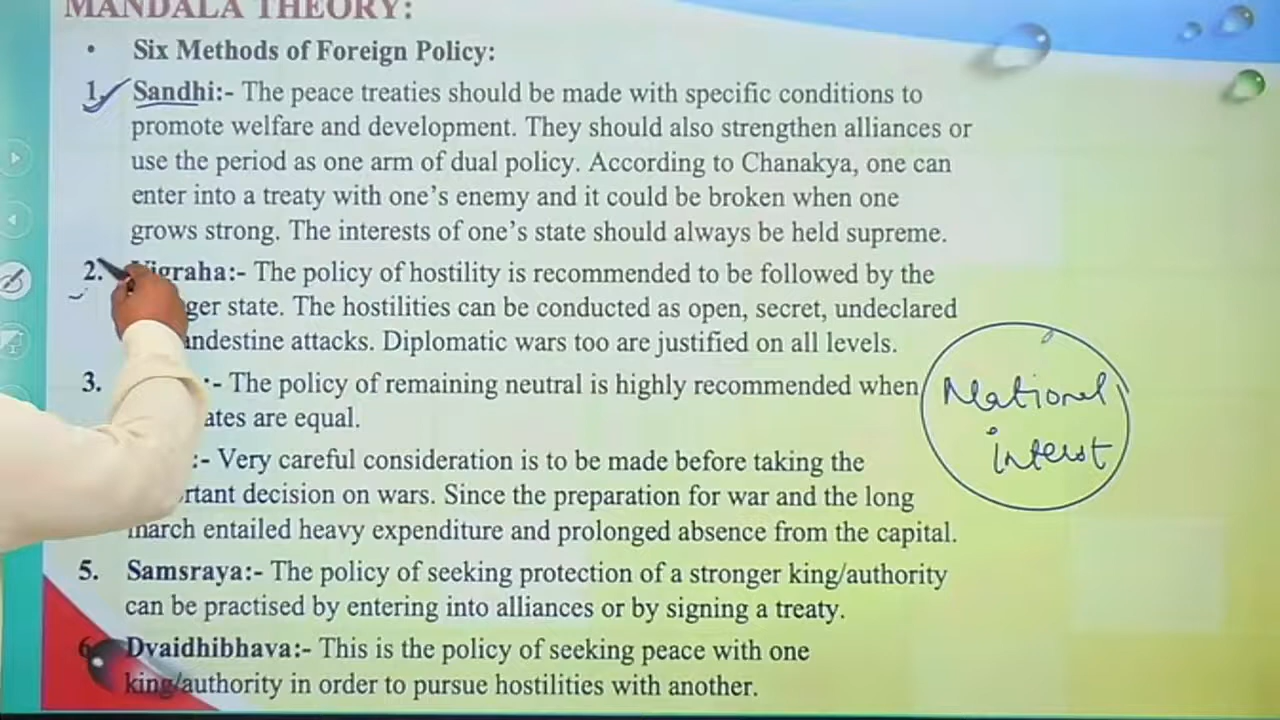 MANDALA THEORY:
• Six Methods of Foreign Policy:
1. Sandhi:- The peace treaties should be made with specific conditions to
promote welfare and development. They should also strengthen alliances or
use the period as one arm of dual policy. According to Chanakya, one can
enter into a treaty with one's enemy and it could be broken when one
grows strong. The interests of one's state should always be held supreme.
2. Vigraha:- The policy of hostility is recommended to be followed by the
ger state. The hostilities can be conducted as open, secret, undeclared
andestine attacks. Diplomatic wars too are justified on all levels.
3. :- The policy of remaining neutral is highly recommended when
ates are equal.
:- Very careful consideration is to be made before taking the
rtant decision on wars. Since the preparation for war and the long
march entailed heavy expenditure and prolonged absence from the capital.
National
interest
5. Samsraya:- The policy of seeking protection of a stronger king/authority
can be practised by entering into alliances or by signing a treaty.
6. Dvaidhibhava:- This is the policy of seeking peace with one
king/authority in order to pursue hostilities with another.